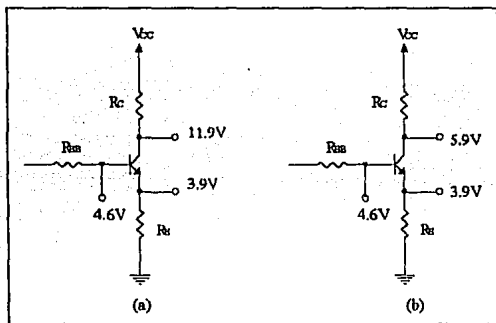 VCC
VCC
RC
RC
11.9V
5.9V
RBB
RBB
3.9V
3.9V
4.6V
4.6V
RE
RE
(a)
(b)